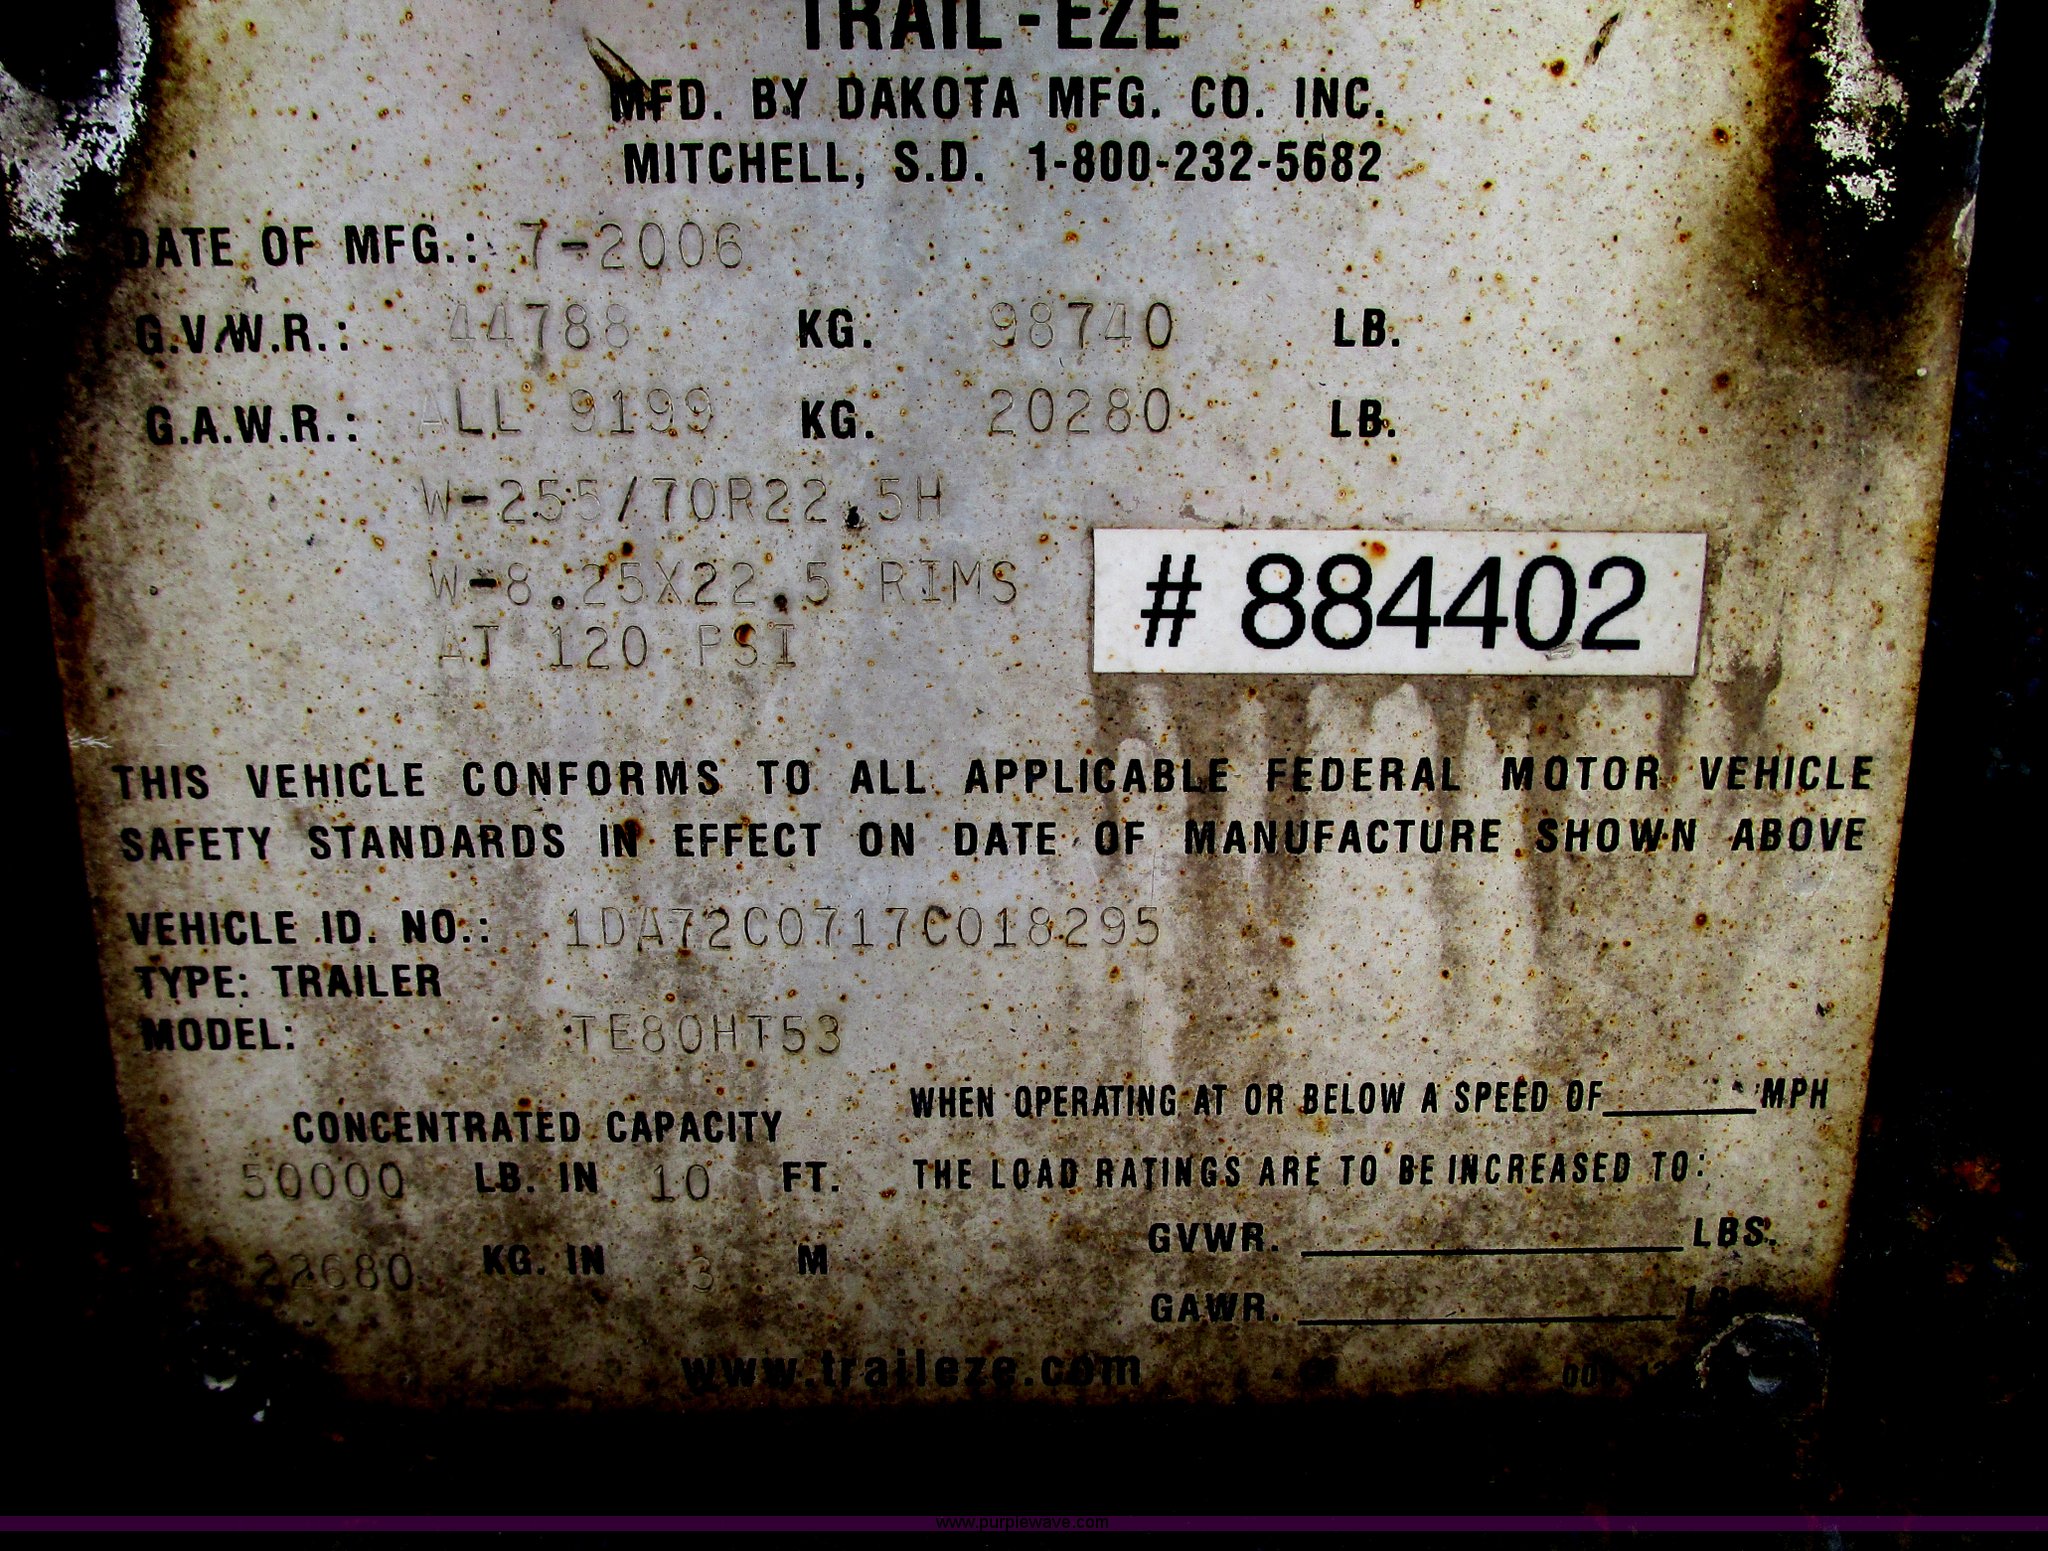 TRAIL-EZE
MFD. BY DAKOTA MFG. CO. INC.
MITCHELL, S.D. 1-800-232-5682
DATE OF MFG.: 7-2006
G.V.W.R.: 44788 KG. 98740 LB.
G.A.W.R.: ALL 9199 KG. 20280 LB.
W-255/70R22.5H
W-8.25X22.5 RIMS
AT 120 PSI
# 884402
THIS VEHICLE CONFORMS TO ALL APPLICABLE FEDERAL MOTOR VEHICLE
SAFETY STANDARDS IN EFFECT ON DATE OF MANUFACTURE SHOWN ABOVE
VEHICLE ID. NO.: 1DA72C0717C018295
TYPE: TRAILER
MODEL: TE80HT53
CONCENTRATED CAPACITY
50000 LB. IN 10 FT.
22680 KG. IN 3 M
WHEN OPERATING AT OR BELOW A SPEED OF ______ MPH
THE LOAD RATINGS ARE TO BE INCREASED TO:
GVWR. ______ LBS.
GAWR. ______ LBS.
www.traileze.com
www.purplewave.com